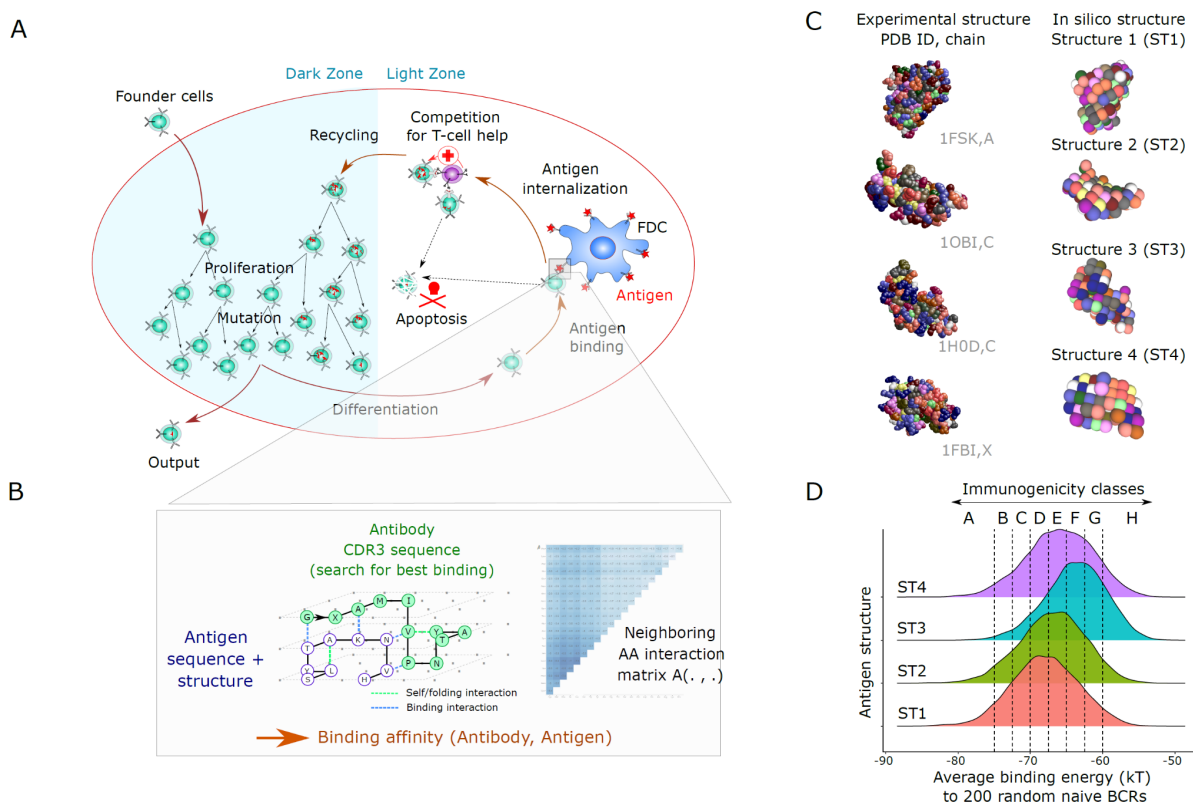 A
Dark Zone
Light Zone
Founder cells
Recycling
Competition
for T-cell help
Antigen
internalization
FDC
Antigen
Proliferation
Mutation
Apoptosis
Antigen
binding
Differentiation
Output
B
Antibody
CDR3 sequence
(search for best binding)
Antigen
sequence +
structure
G X A M I
T A K N V Y T A
Y S L H V P N
Self/folding interaction
Binding interaction
Neighboring
AA interaction
matrix A(. , .)
Binding affinity (Antibody, Antigen)
C
Experimental structure
PDB ID, chain
In silico structure
Structure 1 (ST1)
1FSK,A
Structure 2 (ST2)
1OBI,C
Structure 3 (ST3)
1H0D,C
Structure 4 (ST4)
1FBI,X
D
Immunogenicity classes
A B C D E F G H
Antigen structure
ST4
ST3
ST2
ST1
-90 -80 -70 -60 -50
Average binding energy (kT)
to 200 random naive BCRs